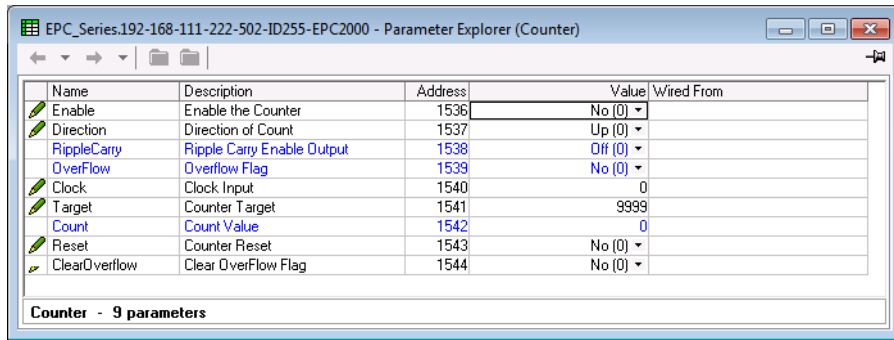 EPC_Series.192-168-111-222-502-ID255-EPC2000 - Parameter Explorer (Counter)
Name Description Address Value Wired From
Enable Enable the Counter 1536 No (0)
Direction Direction of Count 1537 Up (0)
RippleCarry Ripple Carry Enable Output 1538 Off (0)
OverFlow Overflow Flag 1539 No (0)
Clock Clock Input 1540 0
Target Counter Target 1541 9999
Count Count Value 1542 0
Reset Counter Reset 1543 No (0)
ClearOverflow Clear OverFlow Flag 1544 No (0)
Counter - 9 parameters